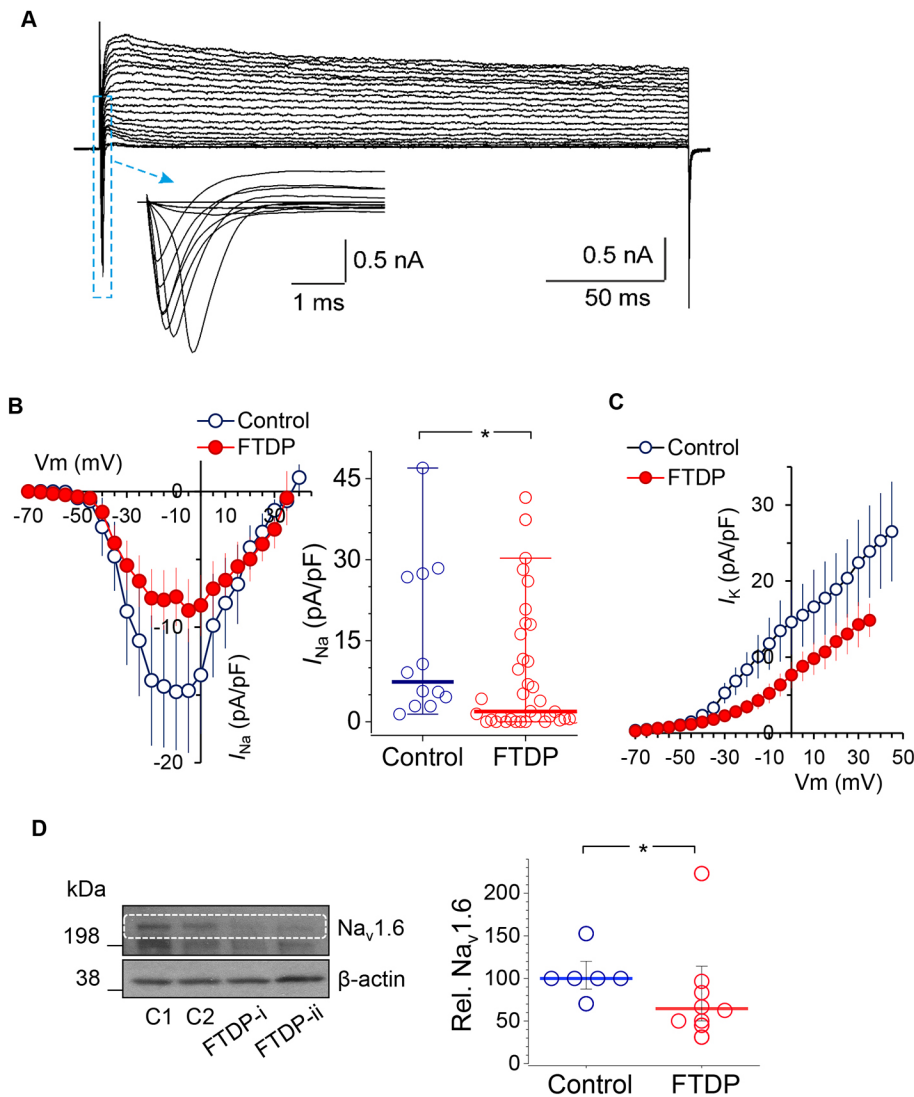 A
0.5 nA
1 ms
0.5 nA
50 ms
B
Control
FTDP
Vm (mV)
0
-70 -50 -30 -10 10 30
-10
-20
INa (pA/pF)
*
45
30
15
0
INa (pA/pF)
Control FTDP
C
Control
FTDP
30
20
10
0
IK (pA/pF)
-70 -50 -30 -10 10 30 50
Vm (mV)
D
kDa
198
38
Nav1.6
β-actin
C1 C2 FTDP-i FTDP-ii
*
200
150
100
50
0
Rel. Nav1.6
Control FTDP